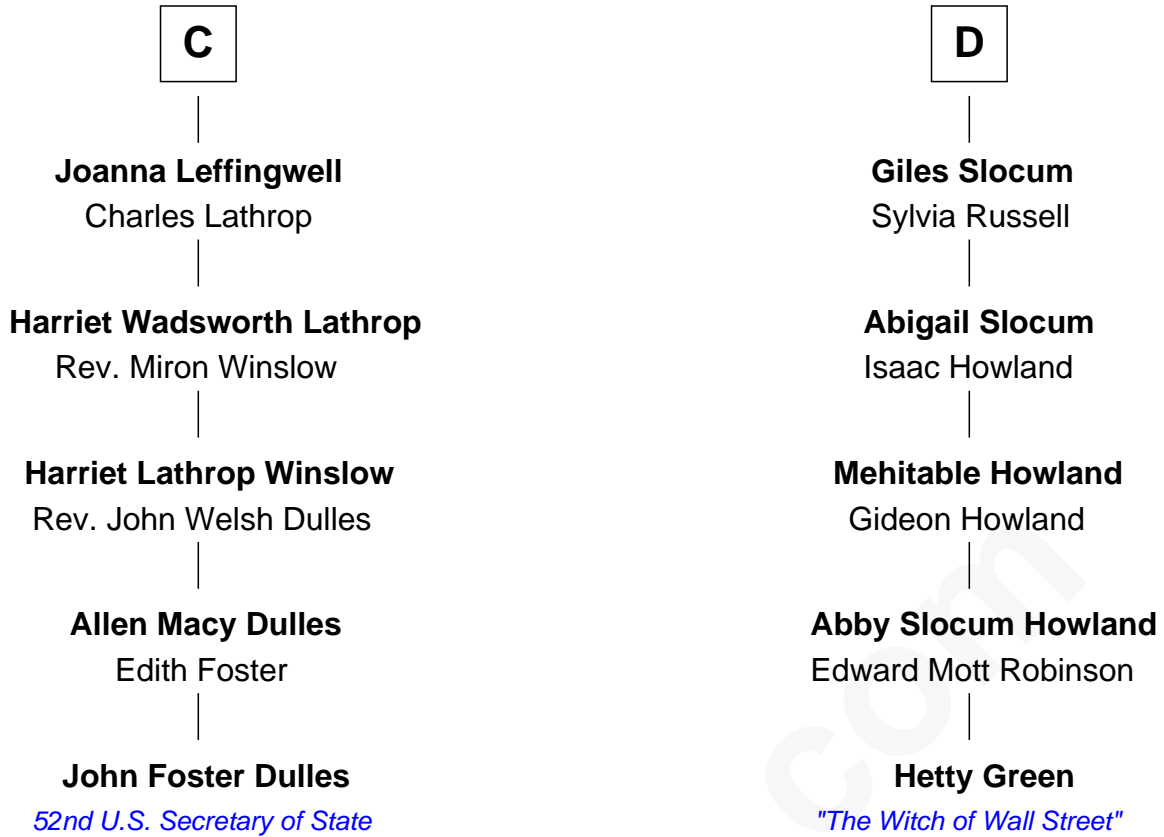 C
Joanna Leffingwell
Charles Lathrop
Harriet Wadsworth Lathrop
Rev. Miron Winslow
Harriet Lathrop Winslow
Rev. John Welsh Dulles
Allen Macy Dulles
Edith Foster
John Foster Dulles
52nd U.S. Secretary of State
D
Giles Slocum
Sylvia Russell
Abigail Slocum
Isaac Howland
Mehitable Howland
Gideon Howland
Abby Slocum Howland
Edward Mott Robinson
Hetty Green
"The Witch of Wall Street"
com